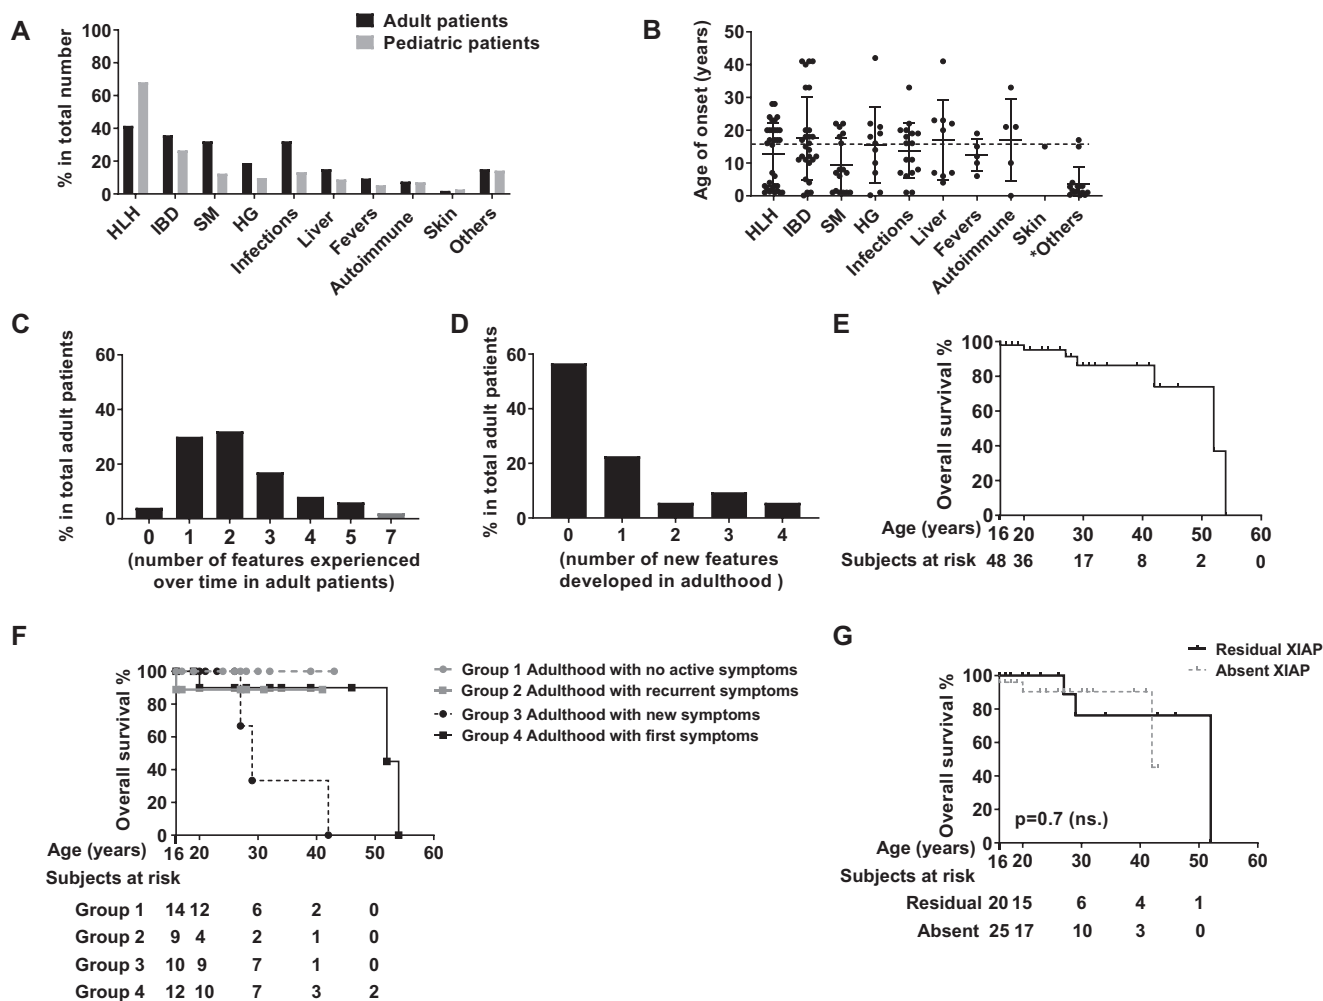 A
% in total number
100
80
60
40
20
0
HLH
IBD
SM
HG
Infections
Liver
Fevers
Autoimmune
Skin
Others
Adult patients
Pediatric patients
B
Age of onset (years)
50
40
30
20
10
0
HLH
IBD
SM
HG
Infections
Liver
Fevers
Autoimmune
Skin
*Others
C
% in total adult patients
60
40
20
0
0 1 2 3 4 5 7
(number of features experienced
over time in adult patients)
D
% in total adult patients
60
40
20
0
0 1 2 3 4
(number of new features
developed in adulthood )
E
Overall survival %
100
80
60
40
20
0
Age (years) 16 20 30 40 50 60
Subjects at risk 48 36 17 8 2 0
F
Overall survival %
100
80
60
40
20
0
Age (years) 16 20 30 40 50 60
Subjects at risk
Group 1 14 12 6 2 0
Group 2 9 4 2 1 0
Group 3 10 9 7 1 0
Group 4 12 10 7 3 2
Group 1 Adulthood with no active symptoms
Group 2 Adulthood with recurrent symptoms
Group 3 Adulthood with new symptoms
Group 4 Adulthood with first symptoms
G
Residual XIAP
Absent XIAP
Overall survival %
100
80
60
40
20
0
p=0.7 (ns.)
Age (years) 16 20 30 40 50 60
Subjects at risk
Residual 20 15 6 4 1
Absent 25 17 10 3 0